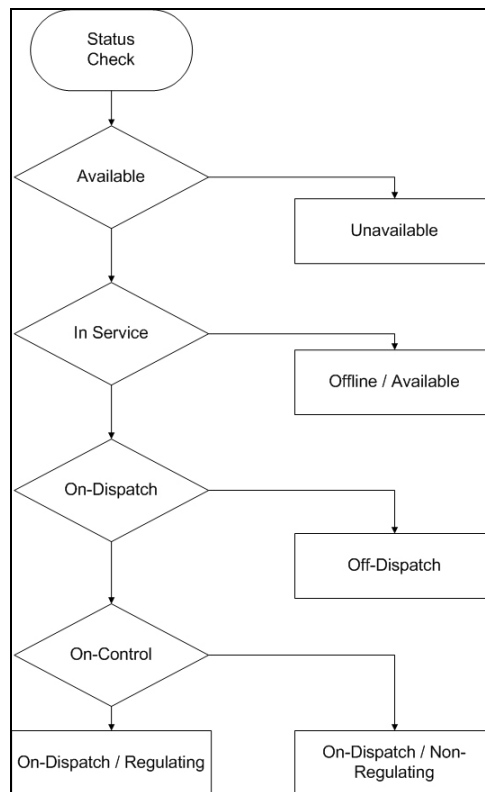 Status
Check
Available
Unavailable
In Service
Offline / Available
On-Dispatch
Off-Dispatch
On-Control
On-Dispatch / Regulating
On-Dispatch / Non-
Regulating